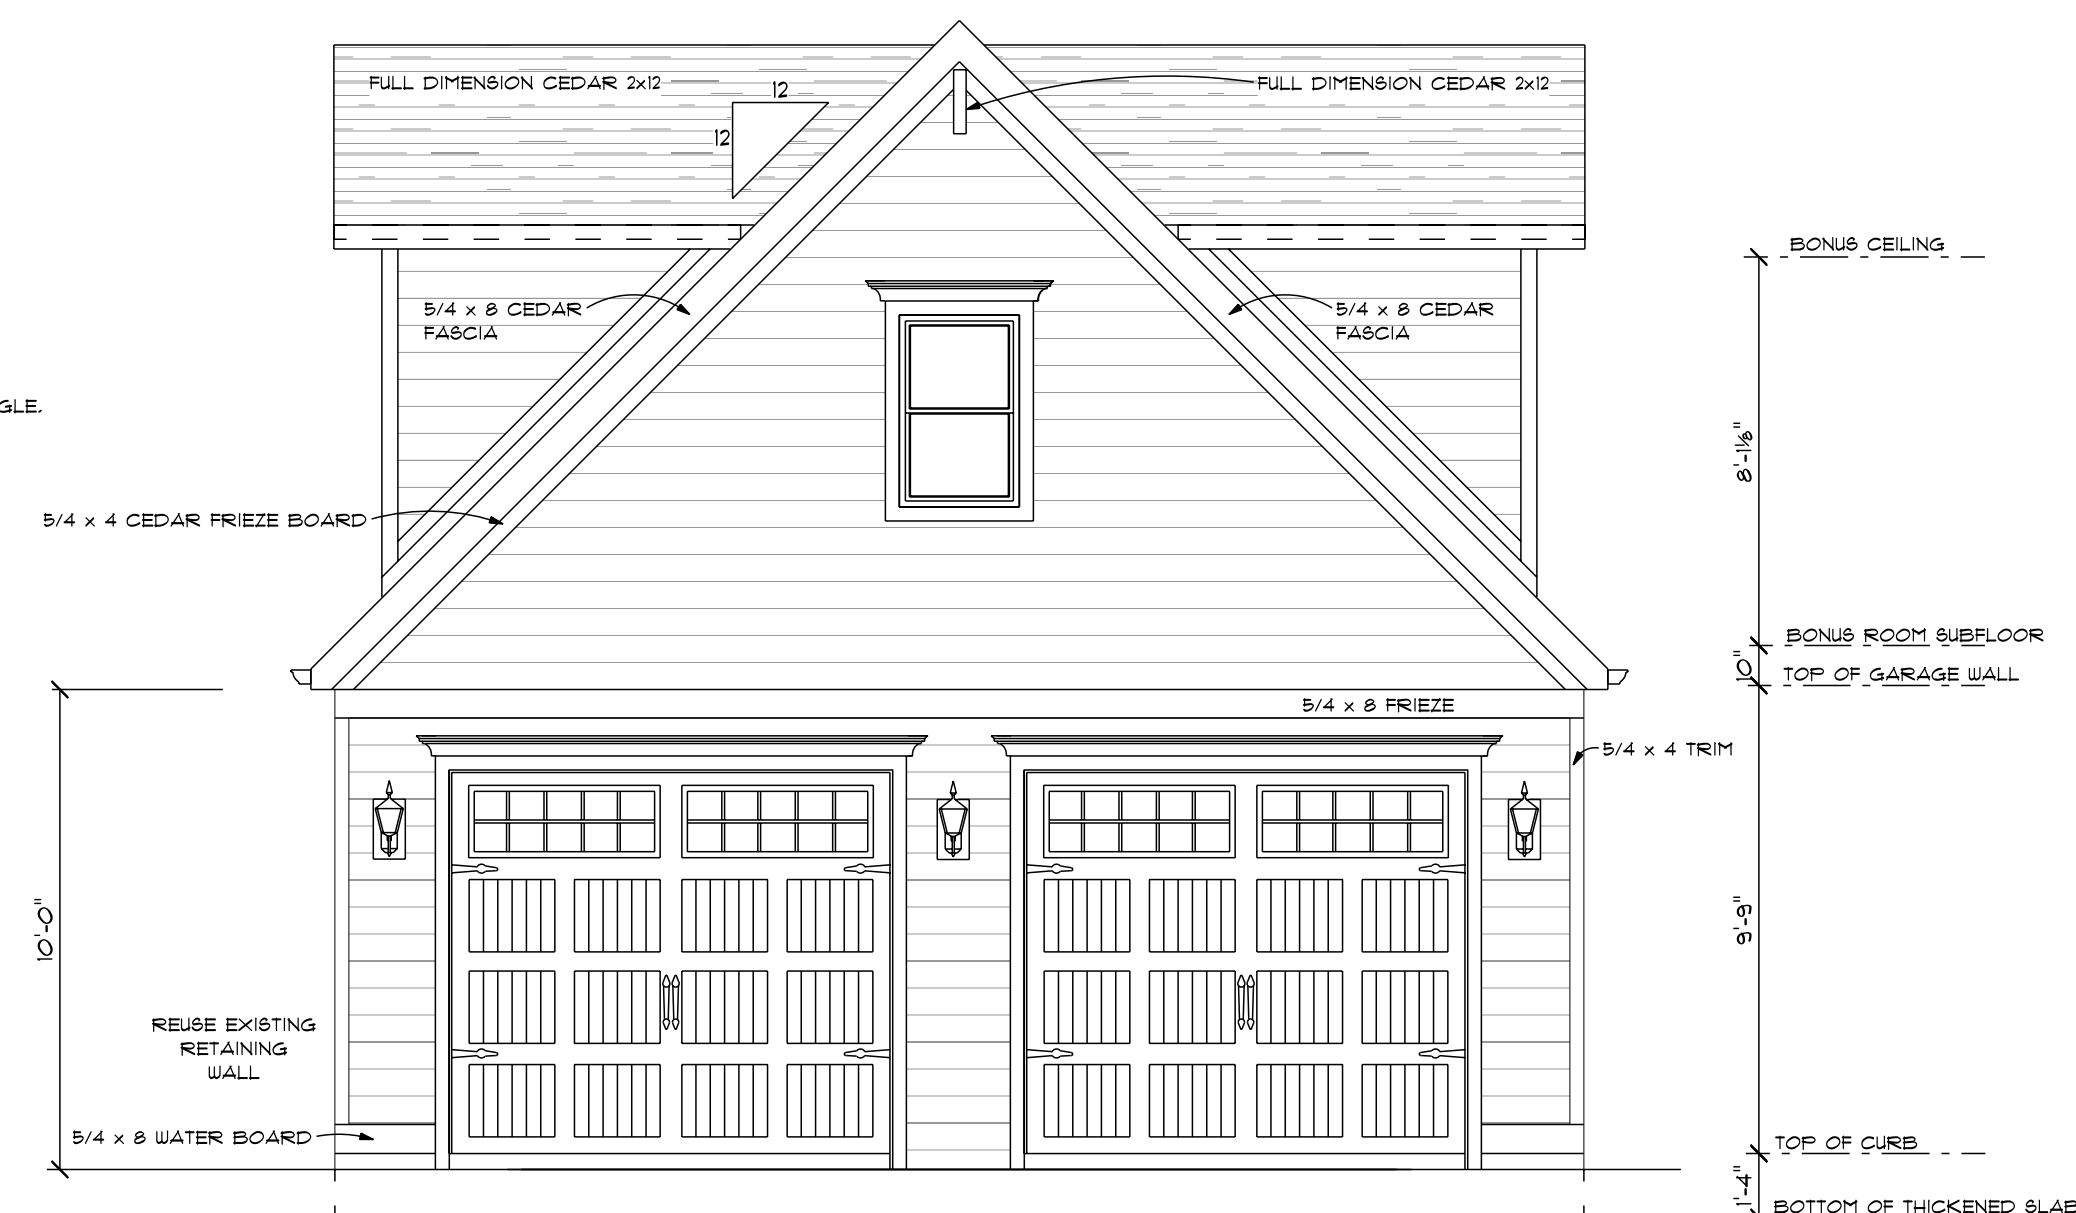 FULL DIMENSION CEDAR 2x12
12
12
FULL DIMENSION CEDAR 2x12
BONUS CEILING
5/4 x 8 CEDAR
FASCIA
5/4 x 8 CEDAR
FASCIA
GLE.
8'-1⅛"
5/4 x 4 CEDAR FRIEZE BOARD
BONUS ROOM SUBFLOOR
10"
TOP OF GARAGE WALL
5/4 x 8 FRIEZE
5/4 x 4 TRIM
10'-0"
9'-9"
REUSE EXISTING
RETAINING
WALL
5/4 x 8 WATER BOARD
TOP OF CURB
1'-4"
BOTTOM OF THICKENED SLAB